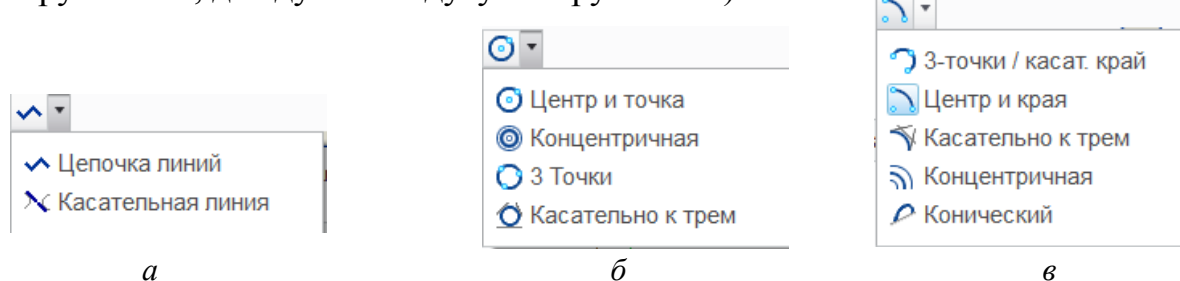 Цепочка линий
Касательная линия
а
Центр и точка
Концентричная
3 Точки
Касательно к трем
б
3-точки / касат. край
Центр и края
Касательно к трем
Концентричная
Конический
в